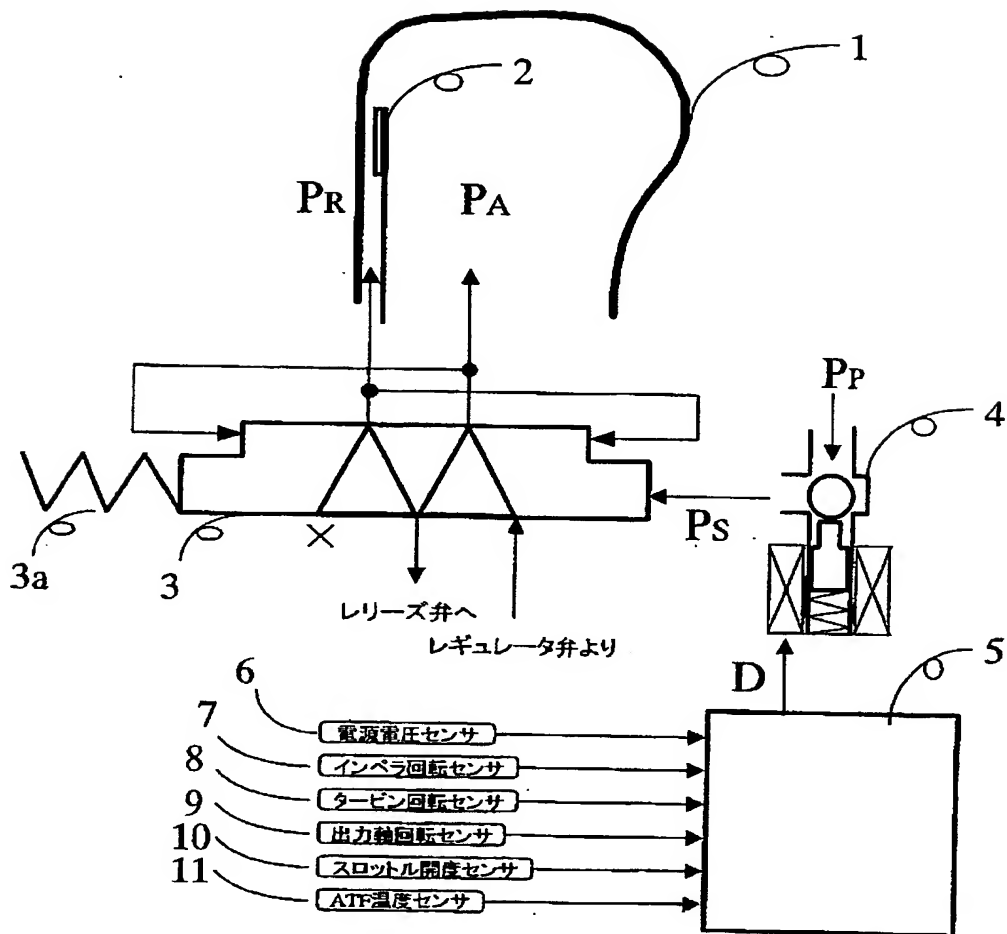 1
2
PR
PA
PP
4
PS
3a
3
×
レリーズ弁へ
レギュレータ弁より
D
5
6
電源電圧センサ
7
インペラ回転センサ
8
タービン回転センサ
9
出力軸回転センサ
10
スロットル開度センサ
11
ATF温度センサ